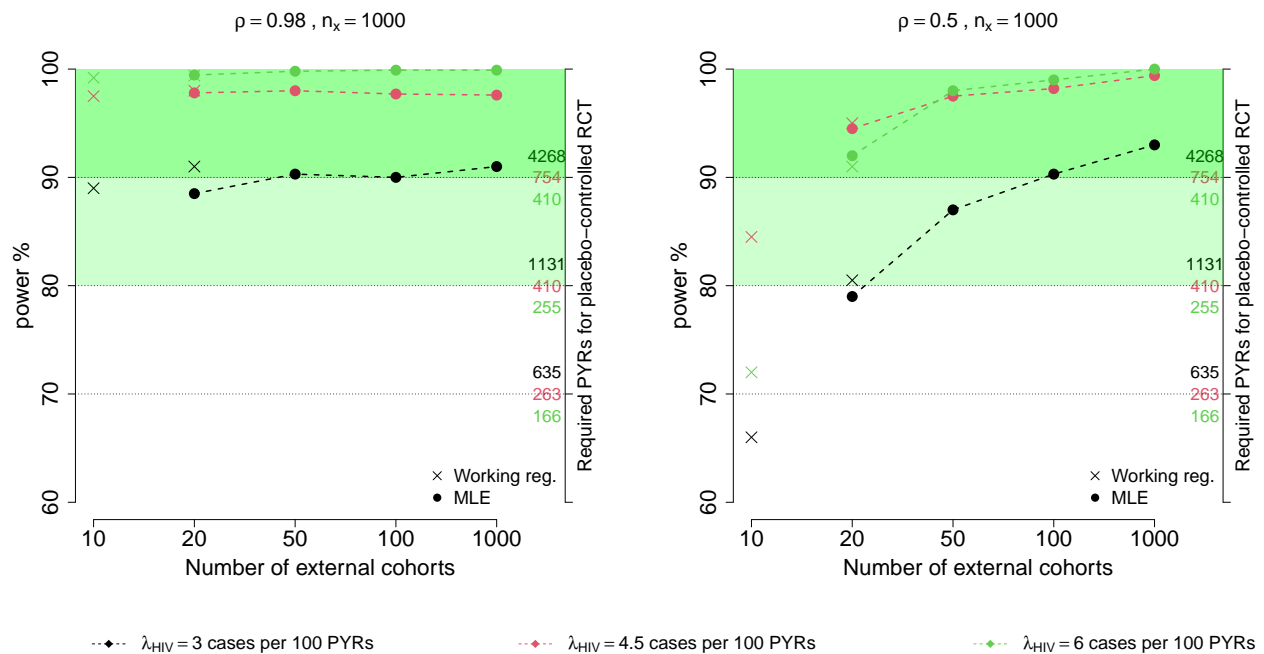 ρ = 0.98 , nₓ = 1000
100
90
80
70
60
power %
4268
754
410
1131
410
255
635
263
166
Required PYRs for placebo−controlled RCT
Working reg.
MLE
10 20 50 100 1000
Number of external cohorts
ρ = 0.5 , nₓ = 1000
100
90
80
70
60
power %
4268
754
410
1131
410
255
635
263
166
Required PYRs for placebo−controlled RCT
Working reg.
MLE
10 20 50 100 1000
Number of external cohorts
λHIV = 3 cases per 100 PYRs
λHIV = 4.5 cases per 100 PYRs
λHIV = 6 cases per 100 PYRs